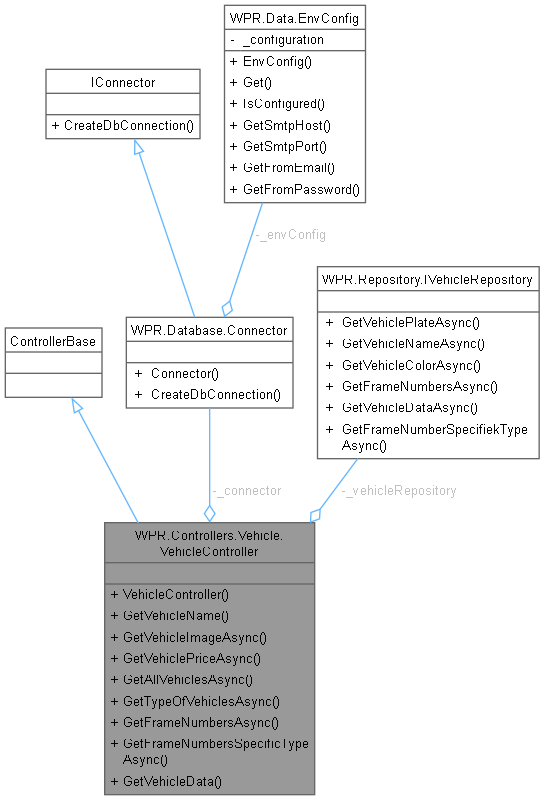 WPR.Data.EnvConfig
- _configuration
+ EnvConfig()
+ Get()
+ IsConfigured()
+ GetSmtpHost()
+ GetSmtpPort()
+ GetFromEmail()
+ GetFromPassword()
IConnector
+ CreateDbConnection()
-_envConfig
WPR.Repository.IVehicleRepository
+ GetVehiclePlateAsync()
+ GetVehicleNameAsync()
+ GetVehicleColorAsync()
+ GetFrameNumbersAsync()
+ GetVehicleDataAsync()
+ GetFrameNumberSpecifiekType
Async()
WPR.Database.Connector
+ Connector()
+ CreateDbConnection()
ControllerBase
-_connector
-_vehicleRepository
WPR.Controllers.Vehicle.
VehicleController
+ VehicleController()
+ GetVehicleName()
+ GetVehicleImageAsync()
+ GetVehiclePriceAsync()
+ GetAllVehiclesAsync()
+ GetTypeOfVehiclesAsync()
+ GetFrameNumbersAsync()
+ GetFrameNumbersSpecificType
Async()
+ GetVehicleData()